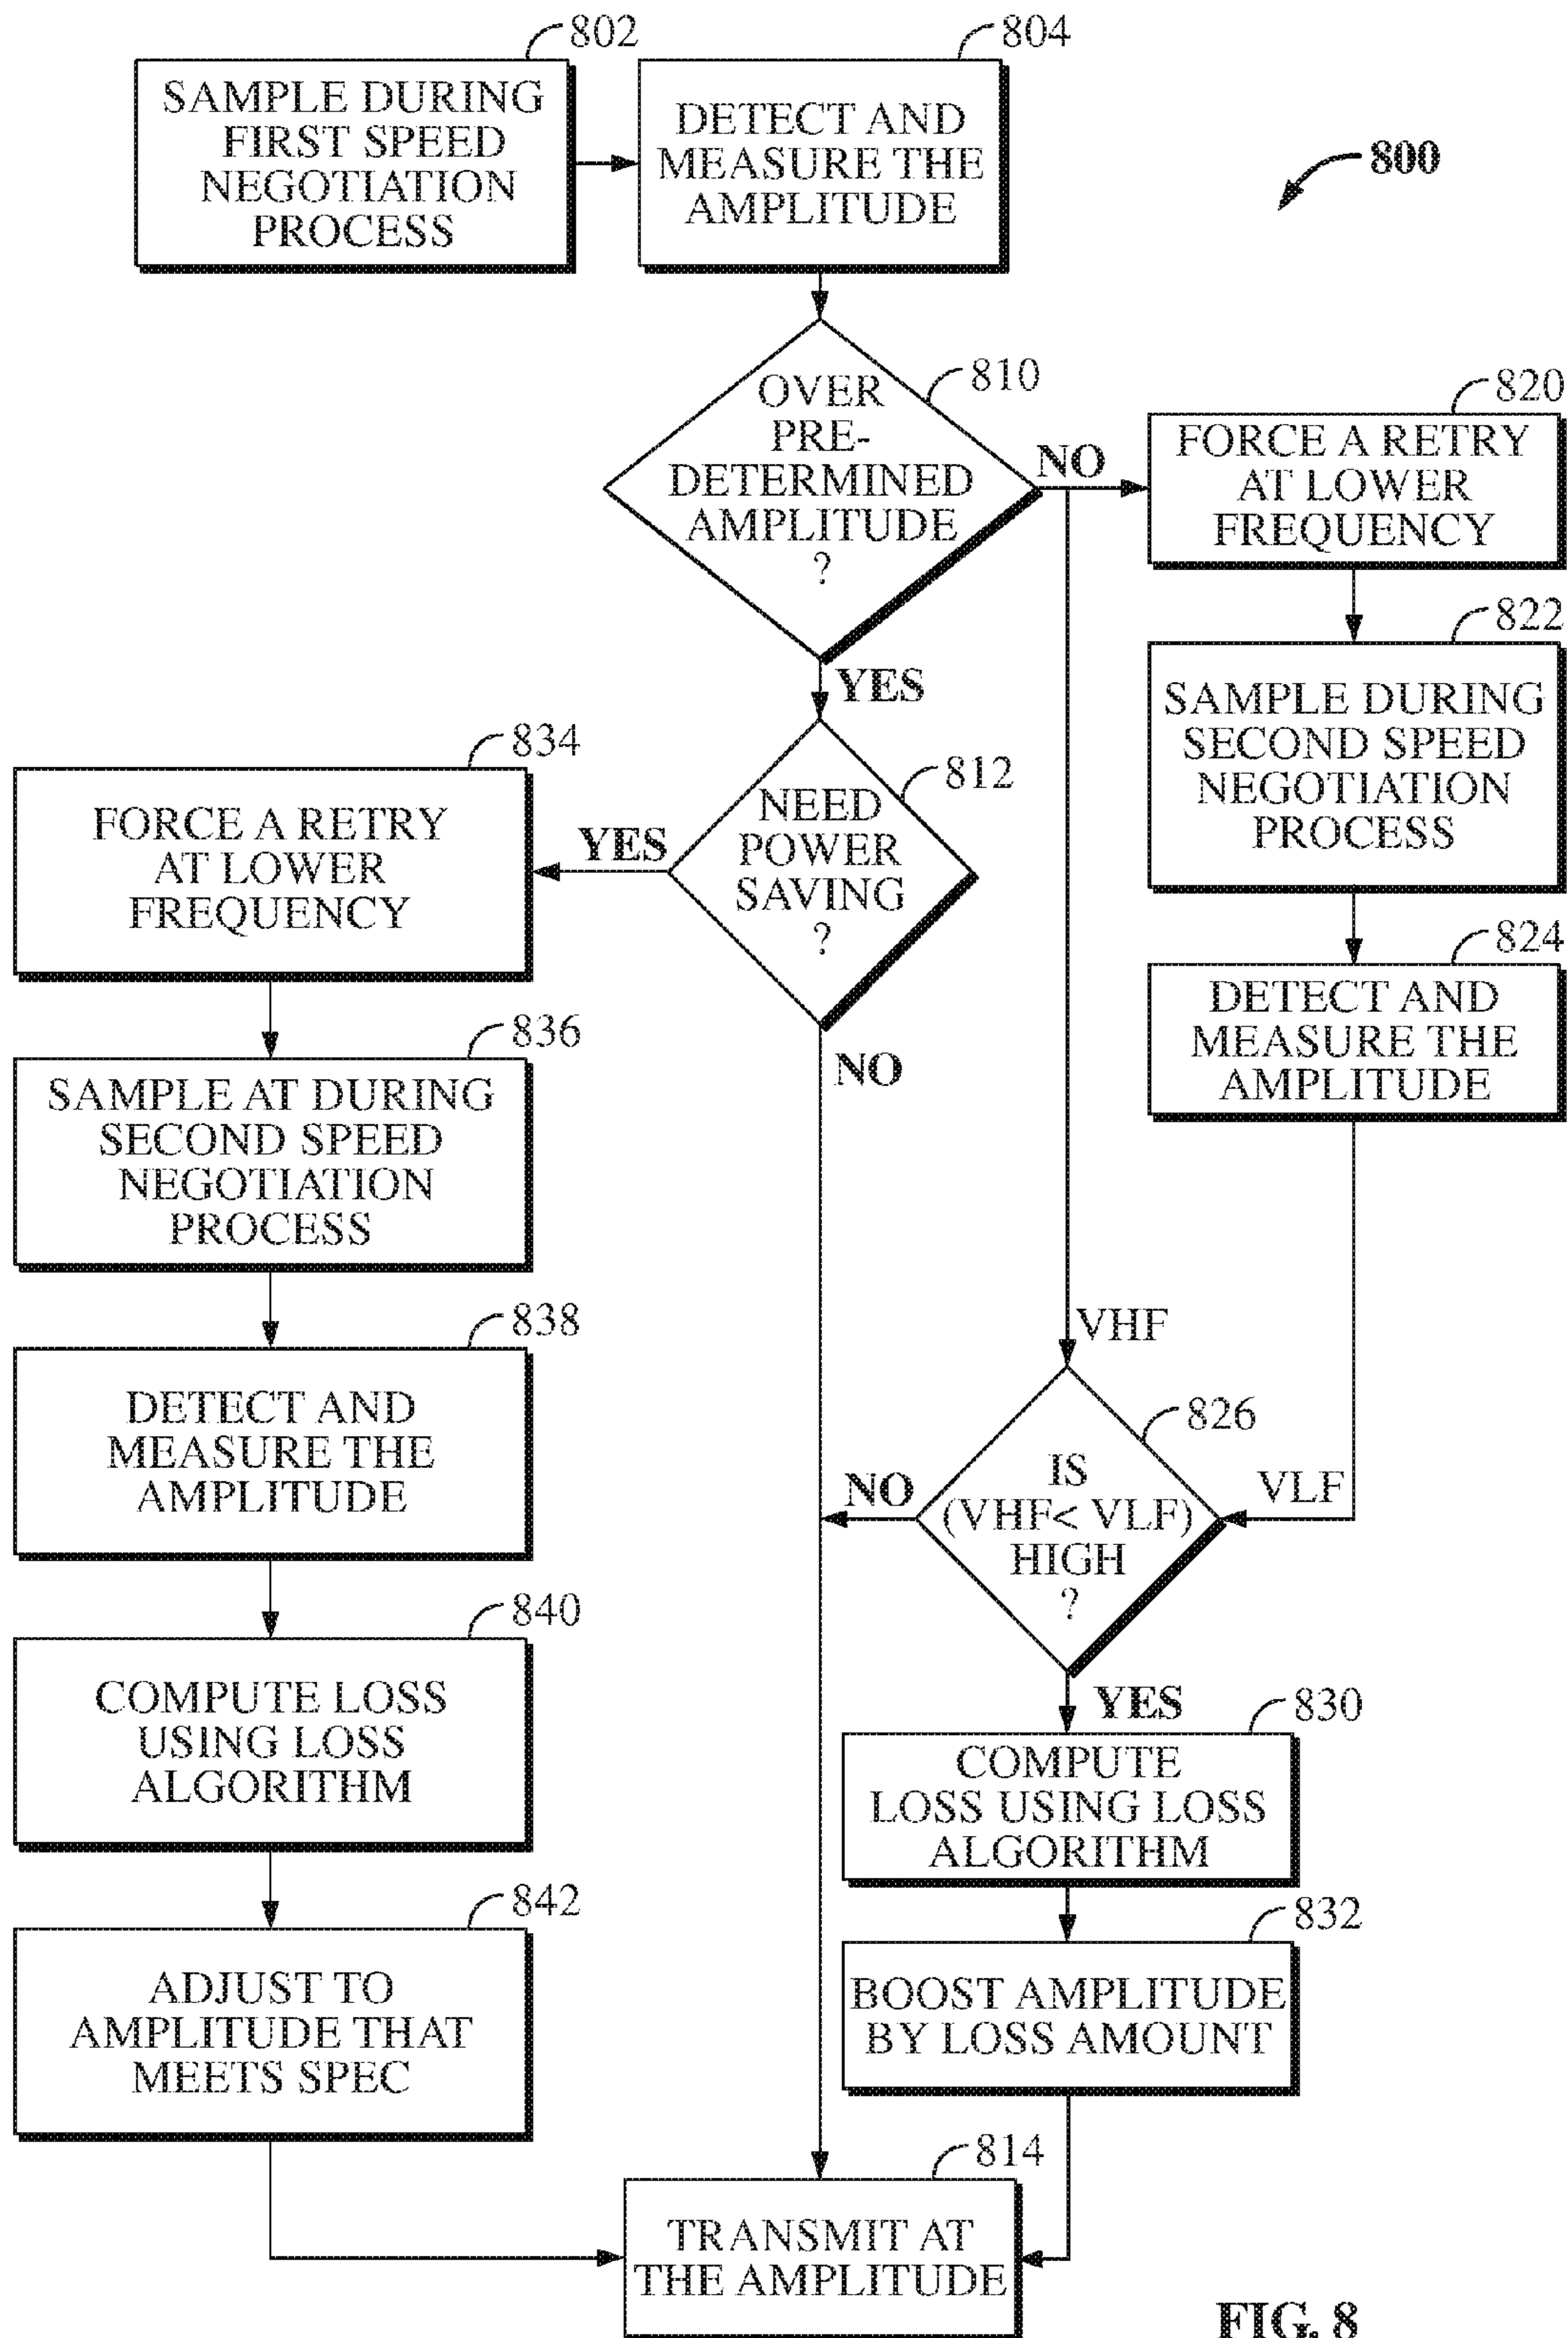 802
SAMPLE DURING
FIRST SPEED
NEGOTIATION
PROCESS
804
DETECT AND
MEASURE THE
AMPLITUDE
800
810
OVER
PRE-
DETERMINED
AMPLITUDE
?
NO
YES
820
FORCE A RETRY
AT LOWER
FREQUENCY
822
SAMPLE DURING
SECOND SPEED
NEGOTIATION
PROCESS
824
DETECT AND
MEASURE THE
AMPLITUDE
812
NEED
POWER
SAVING
?
YES
NO
834
FORCE A RETRY
AT LOWER
FREQUENCY
836
SAMPLE AT DURING
SECOND SPEED
NEGOTIATION
PROCESS
838
DETECT AND
MEASURE THE
AMPLITUDE
840
COMPUTE LOSS
USING LOSS
ALGORITHM
842
ADJUST TO
AMPLITUDE THAT
MEETS SPEC
VHF
VLF
826
IS
(VHF< VLF)
HIGH
?
NO
YES
830
COMPUTE
LOSS USING LOSS
ALGORITHM
832
BOOST AMPLITUDE
BY LOSS AMOUNT
814
TRANSMIT AT
THE AMPLITUDE
FIG. 8